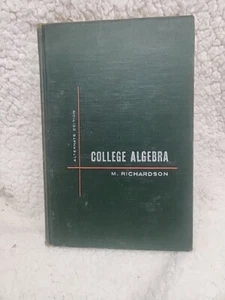 ALTERNATE EDITION
COLLEGE ALGEBRA
M. RICHARDSON